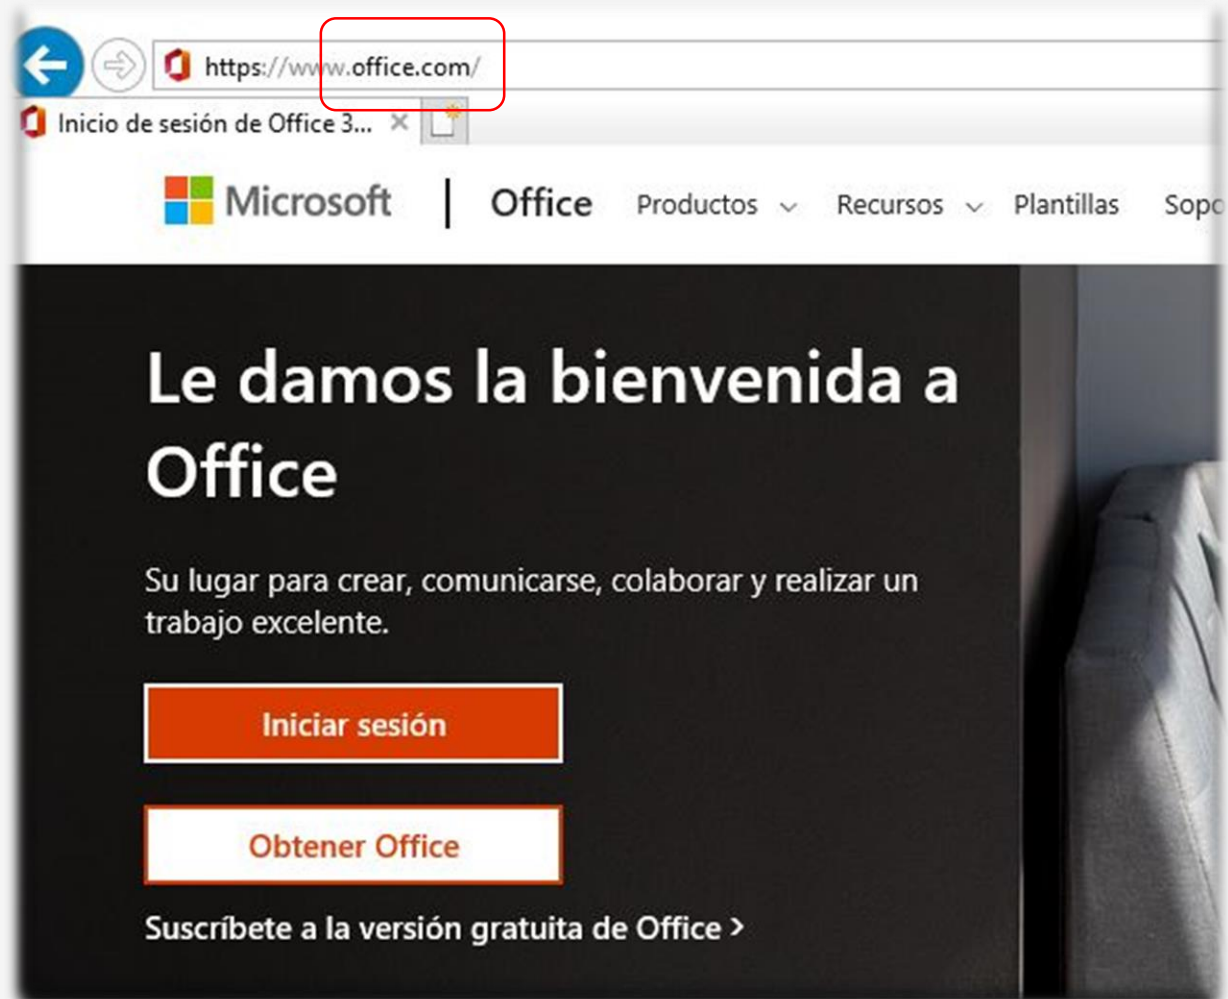 https://www.office.com/
Inicio de sesión de Office 3...
Microsoft | Office Productos Recursos Plantillas Sopo
Le damos la bienvenida a
Office
Su lugar para crear, comunicarse, colaborar y realizar un
trabajo excelente.
Iniciar sesión
Obtener Office
Suscríbete a la versión gratuita de Office >